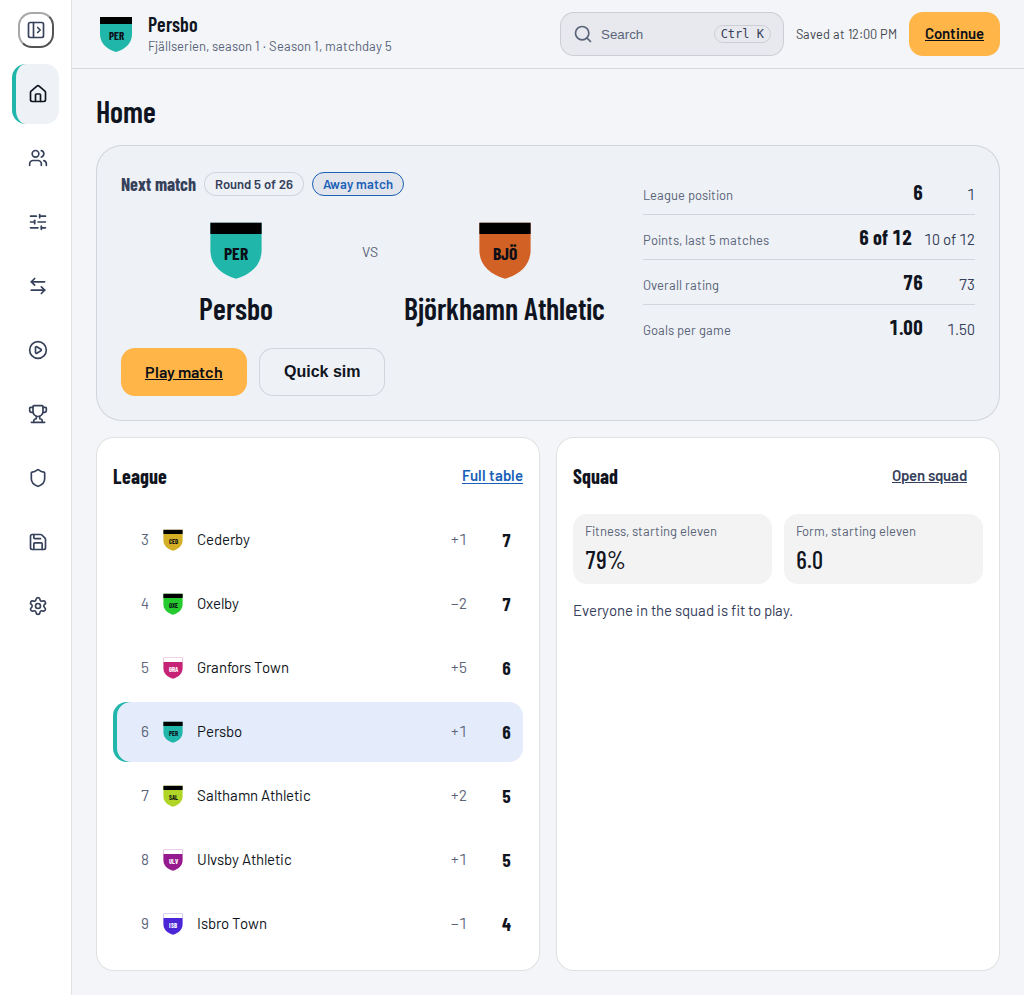 PER
Persbo
Fjällserien, season 1 · Season 1, matchday 5
Search
Ctrl K
Saved at 12:00 PM
Continue
Home
Next match
Round 5 of 26
Away match
PER
VS
BJÖ
Persbo
Björkhamn Athletic
Play match
Quick sim
League position 6 1
Points, last 5 matches 6 of 12 10 of 12
Overall rating 76 73
Goals per game 1.00 1.50
League
Full table
3 CED Cederby +1 7
4 OXE Oxelby −2 7
5 GRA Granfors Town +5 6
6 PER Persbo +1 6
7 SAL Salthamn Athletic +2 5
8 ULV Ulvsby Athletic +1 5
9 ISB Isbro Town −1 4
Squad
Open squad
Fitness, starting eleven
79%
Form, starting eleven
6.0
Everyone in the squad is fit to play.